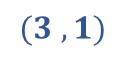 (3 , 1)